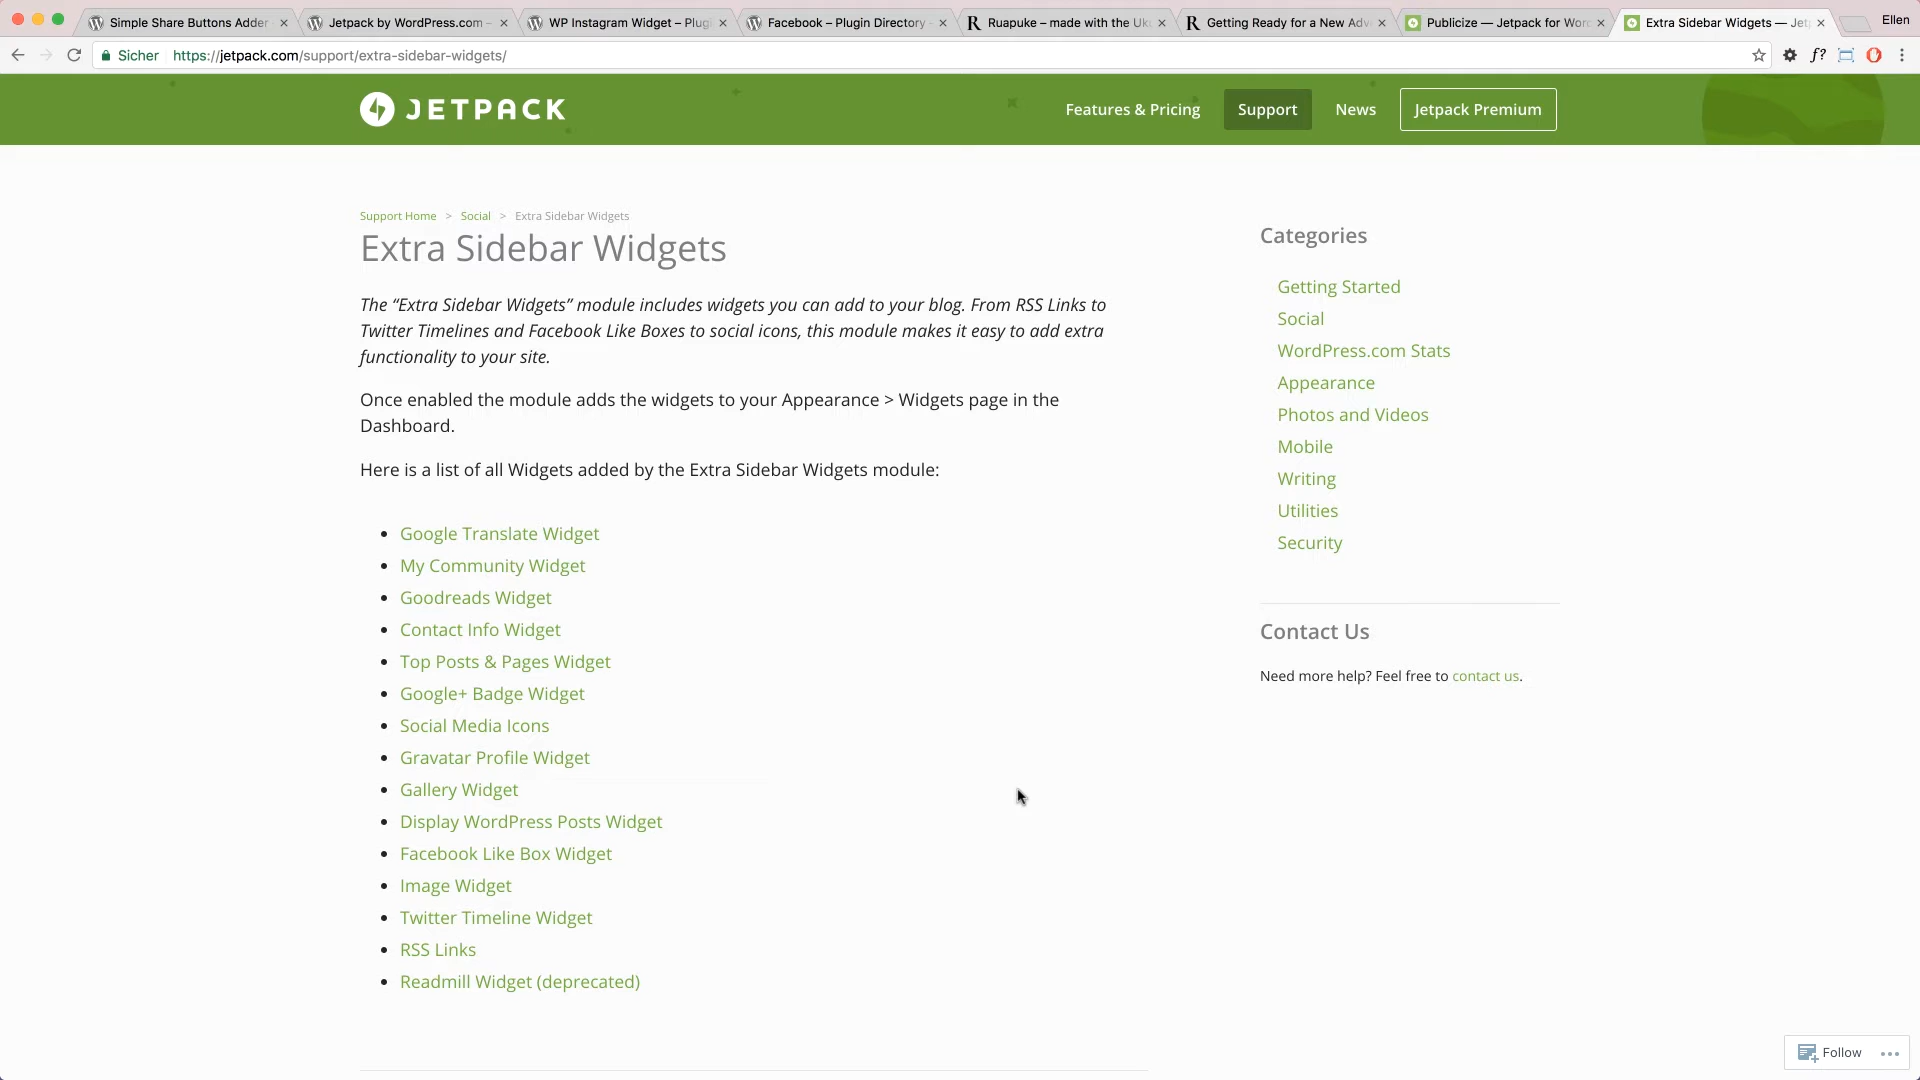 Simple Share Buttons Adder
Jetpack by WordPress.com –
WP Instagram Widget – Plugi
Facebook – Plugin Directory –
Ruapuke – made with the Uk
Getting Ready for a New Adv
Publicize — Jetpack for Wor
Extra Sidebar Widgets — Jet
Ellen
Sicher
https://jetpack.com/support/extra-sidebar-widgets/
f?
JETPACK
Features & Pricing
Support
News
Jetpack Premium
Support Home > Social > Extra Sidebar Widgets
Extra Sidebar Widgets
The “Extra Sidebar Widgets” module includes widgets you can add to your blog. From RSS Links to
Twitter Timelines and Facebook Like Boxes to social icons, this module makes it easy to add extra
functionality to your site.
Once enabled the module adds the widgets to your Appearance > Widgets page in the
Dashboard.
Here is a list of all Widgets added by the Extra Sidebar Widgets module:
Google Translate Widget
My Community Widget
Goodreads Widget
Contact Info Widget
Top Posts & Pages Widget
Google+ Badge Widget
Social Media Icons
Gravatar Profile Widget
Gallery Widget
Display WordPress Posts Widget
Facebook Like Box Widget
Image Widget
Twitter Timeline Widget
RSS Links
Readmill Widget (deprecated)
Categories
Getting Started
Social
WordPress.com Stats
Appearance
Photos and Videos
Mobile
Writing
Utilities
Security
Contact Us
Need more help? Feel free to contact us.
Follow